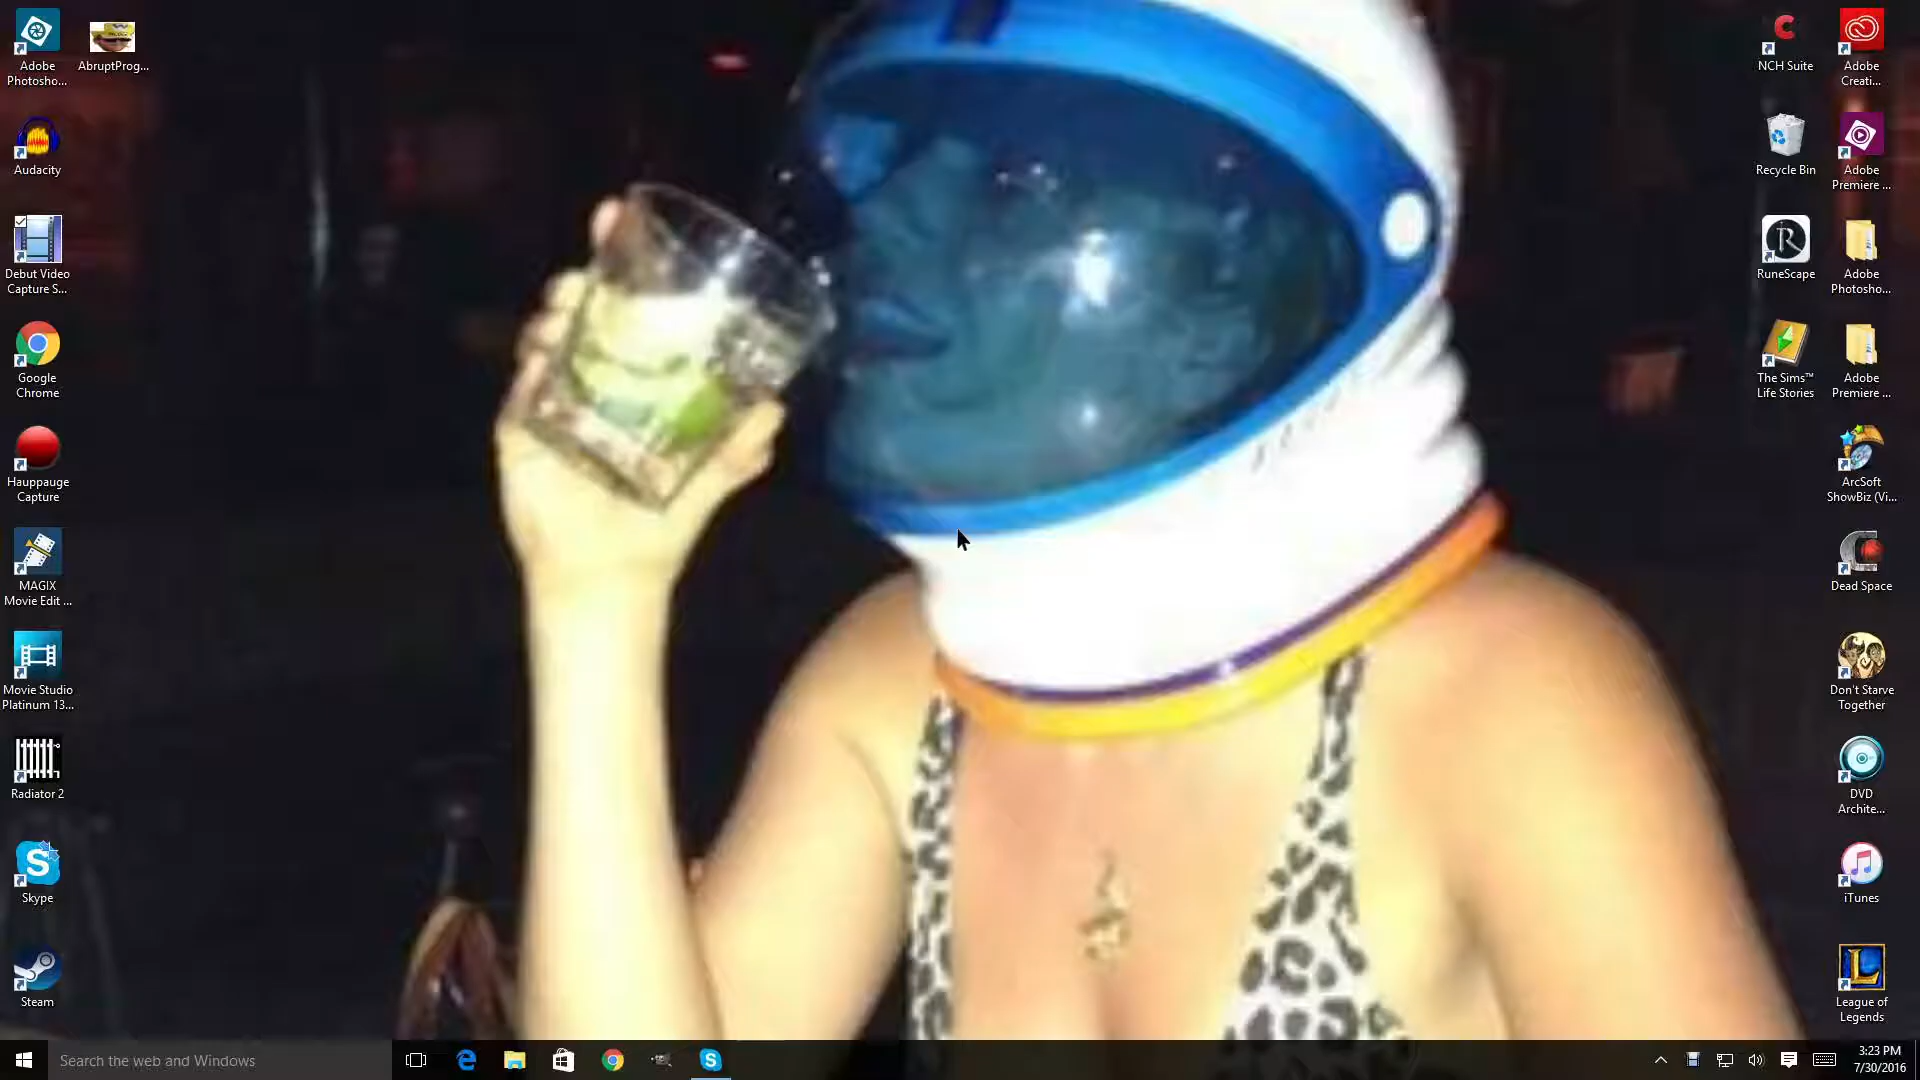 Adobe
Photosho...
AbruptProg...
Audacity
Debut Video
Capture S...
Google
Chrome
Hauppauge
Capture
MAGIX
Movie Edit ...
Movie Studio
Platinum 13...
Radiator 2
Skype
Steam
NCH Suite
Adobe
Creati...
Recycle Bin
Adobe
Premiere ...
RuneScape
Adobe
Photosho...
The Sims™
Life Stories
Adobe
Premiere ...
ArcSoft
ShowBiz (Vi...
Dead Space
Don't Starve
Together
DVD
Archite...
iTunes
League of
Legends
Search the web and Windows
3:23 PM
7/30/2016